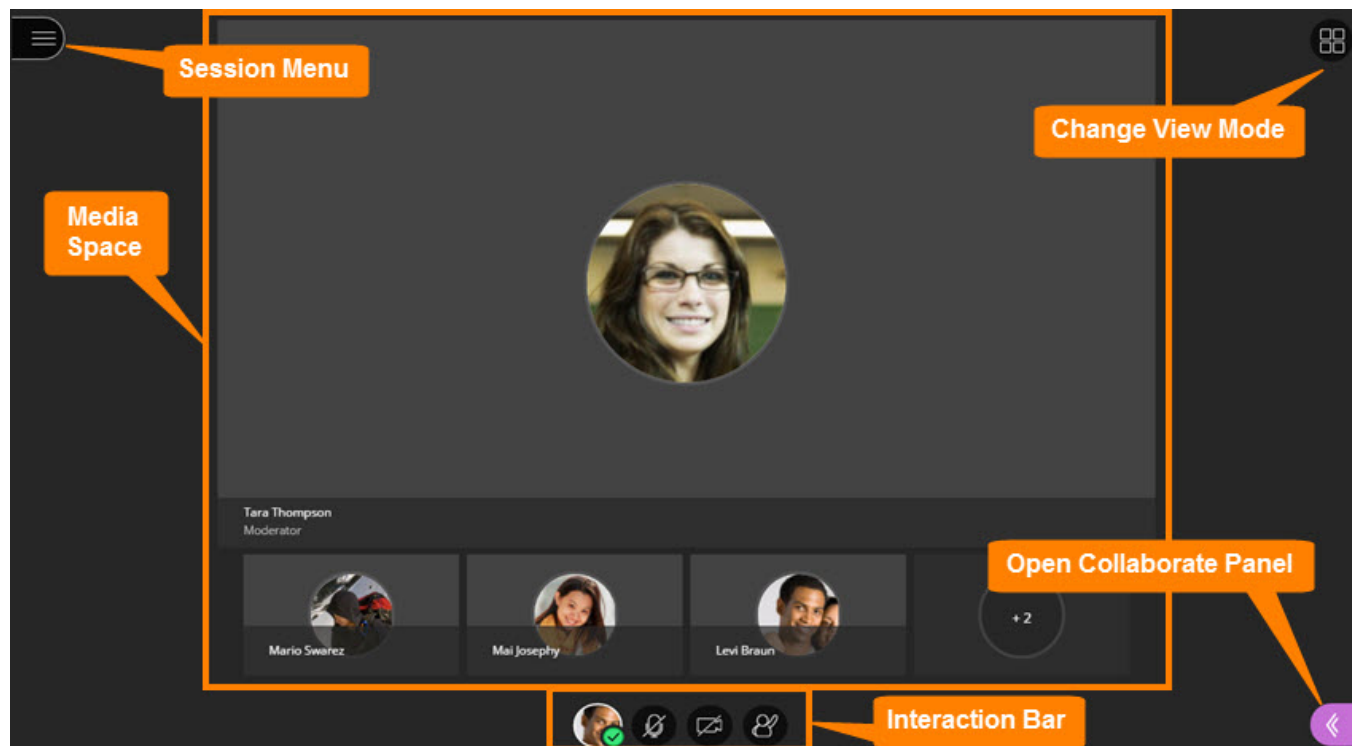 Session Menu
Change View Mode
Media
Space
Tara Thompson
Moderator
Open Collaborate Panel
+ 2
Mario Swarez
Mai Josephy
Levi Braun
Interaction Bar